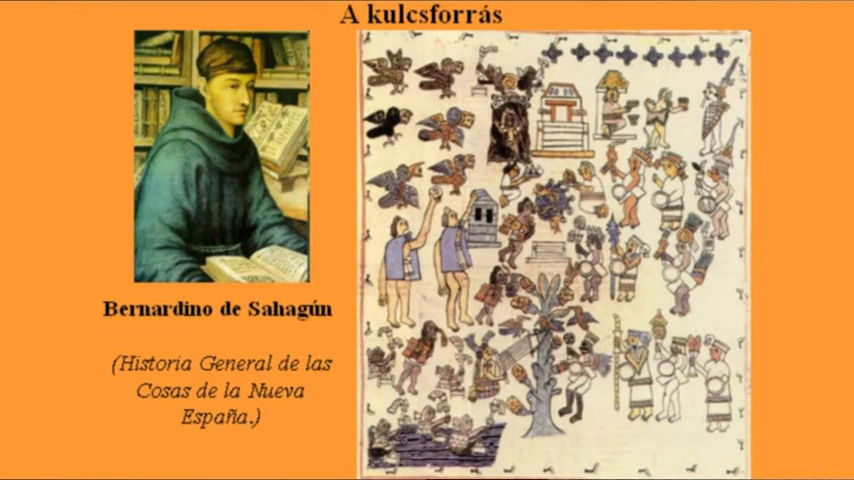 A kulcsforrás
Bernardino de Sahagún
(Historia General de las
Cosas de la Nueva
España.)